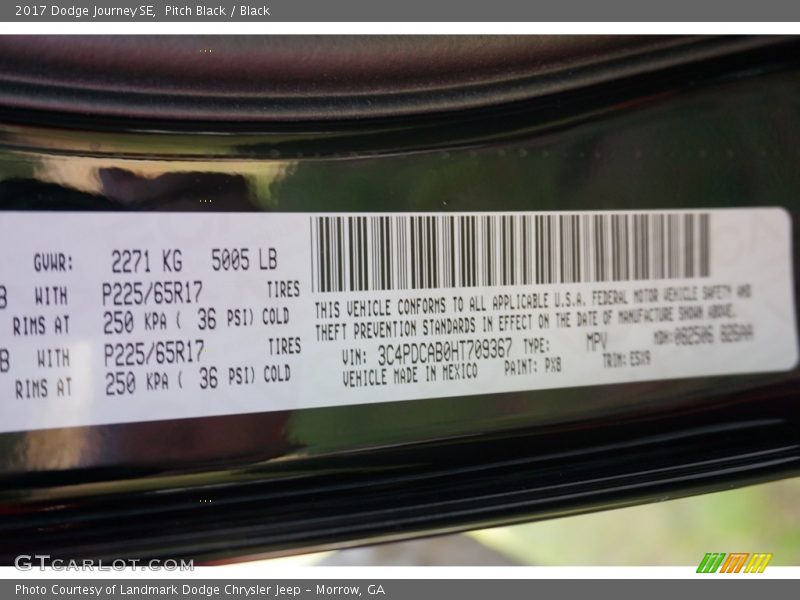 2017 Dodge Journey SE, Pitch Black / Black
GVWR: 2271 KG 5005 LB
B WITH P225/65R17 TIRES
RIMS AT 250 KPA ( 36 PSI) COLD
B WITH P225/65R17 TIRES
RIMS AT 250 KPA ( 36 PSI) COLD
THIS VEHICLE CONFORMS TO ALL APPLICABLE U.S.A. FEDERAL MOTOR VEHICLE SAFETY AND
THEFT PREVENTION STANDARDS IN EFFECT ON THE DATE OF MANUFACTURE SHOWN ABOVE.
VIN: 3C4PDCAB0HT709367 TYPE: MPV
VEHICLE MADE IN MEXICO PAINT: PX8 TRIM:
GTCARLOT.COM
Photo Courtesy of Landmark Dodge Chrysler Jeep – Morrow, GA